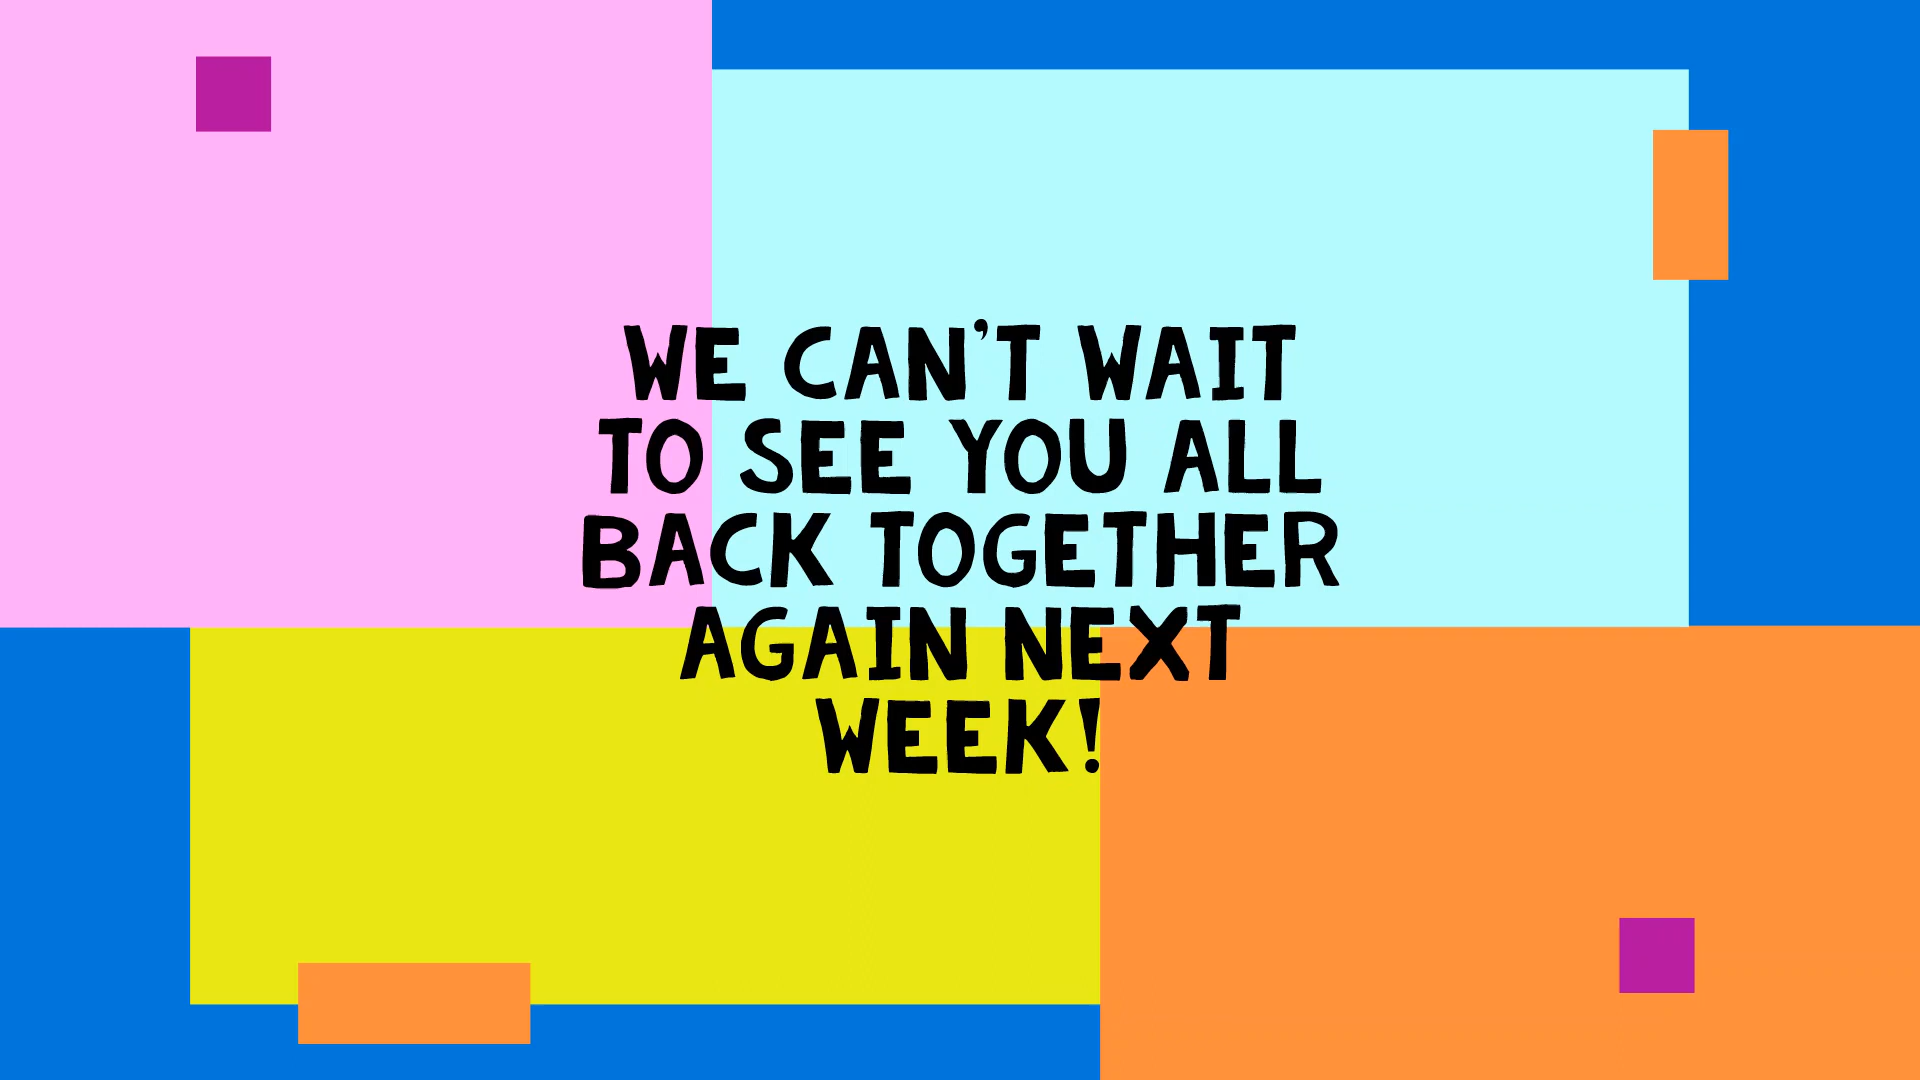 WE CAN'T WAIT
TO SEE YOU ALL
BACK TOGETHER
AGAIN NEXT
WEEK!